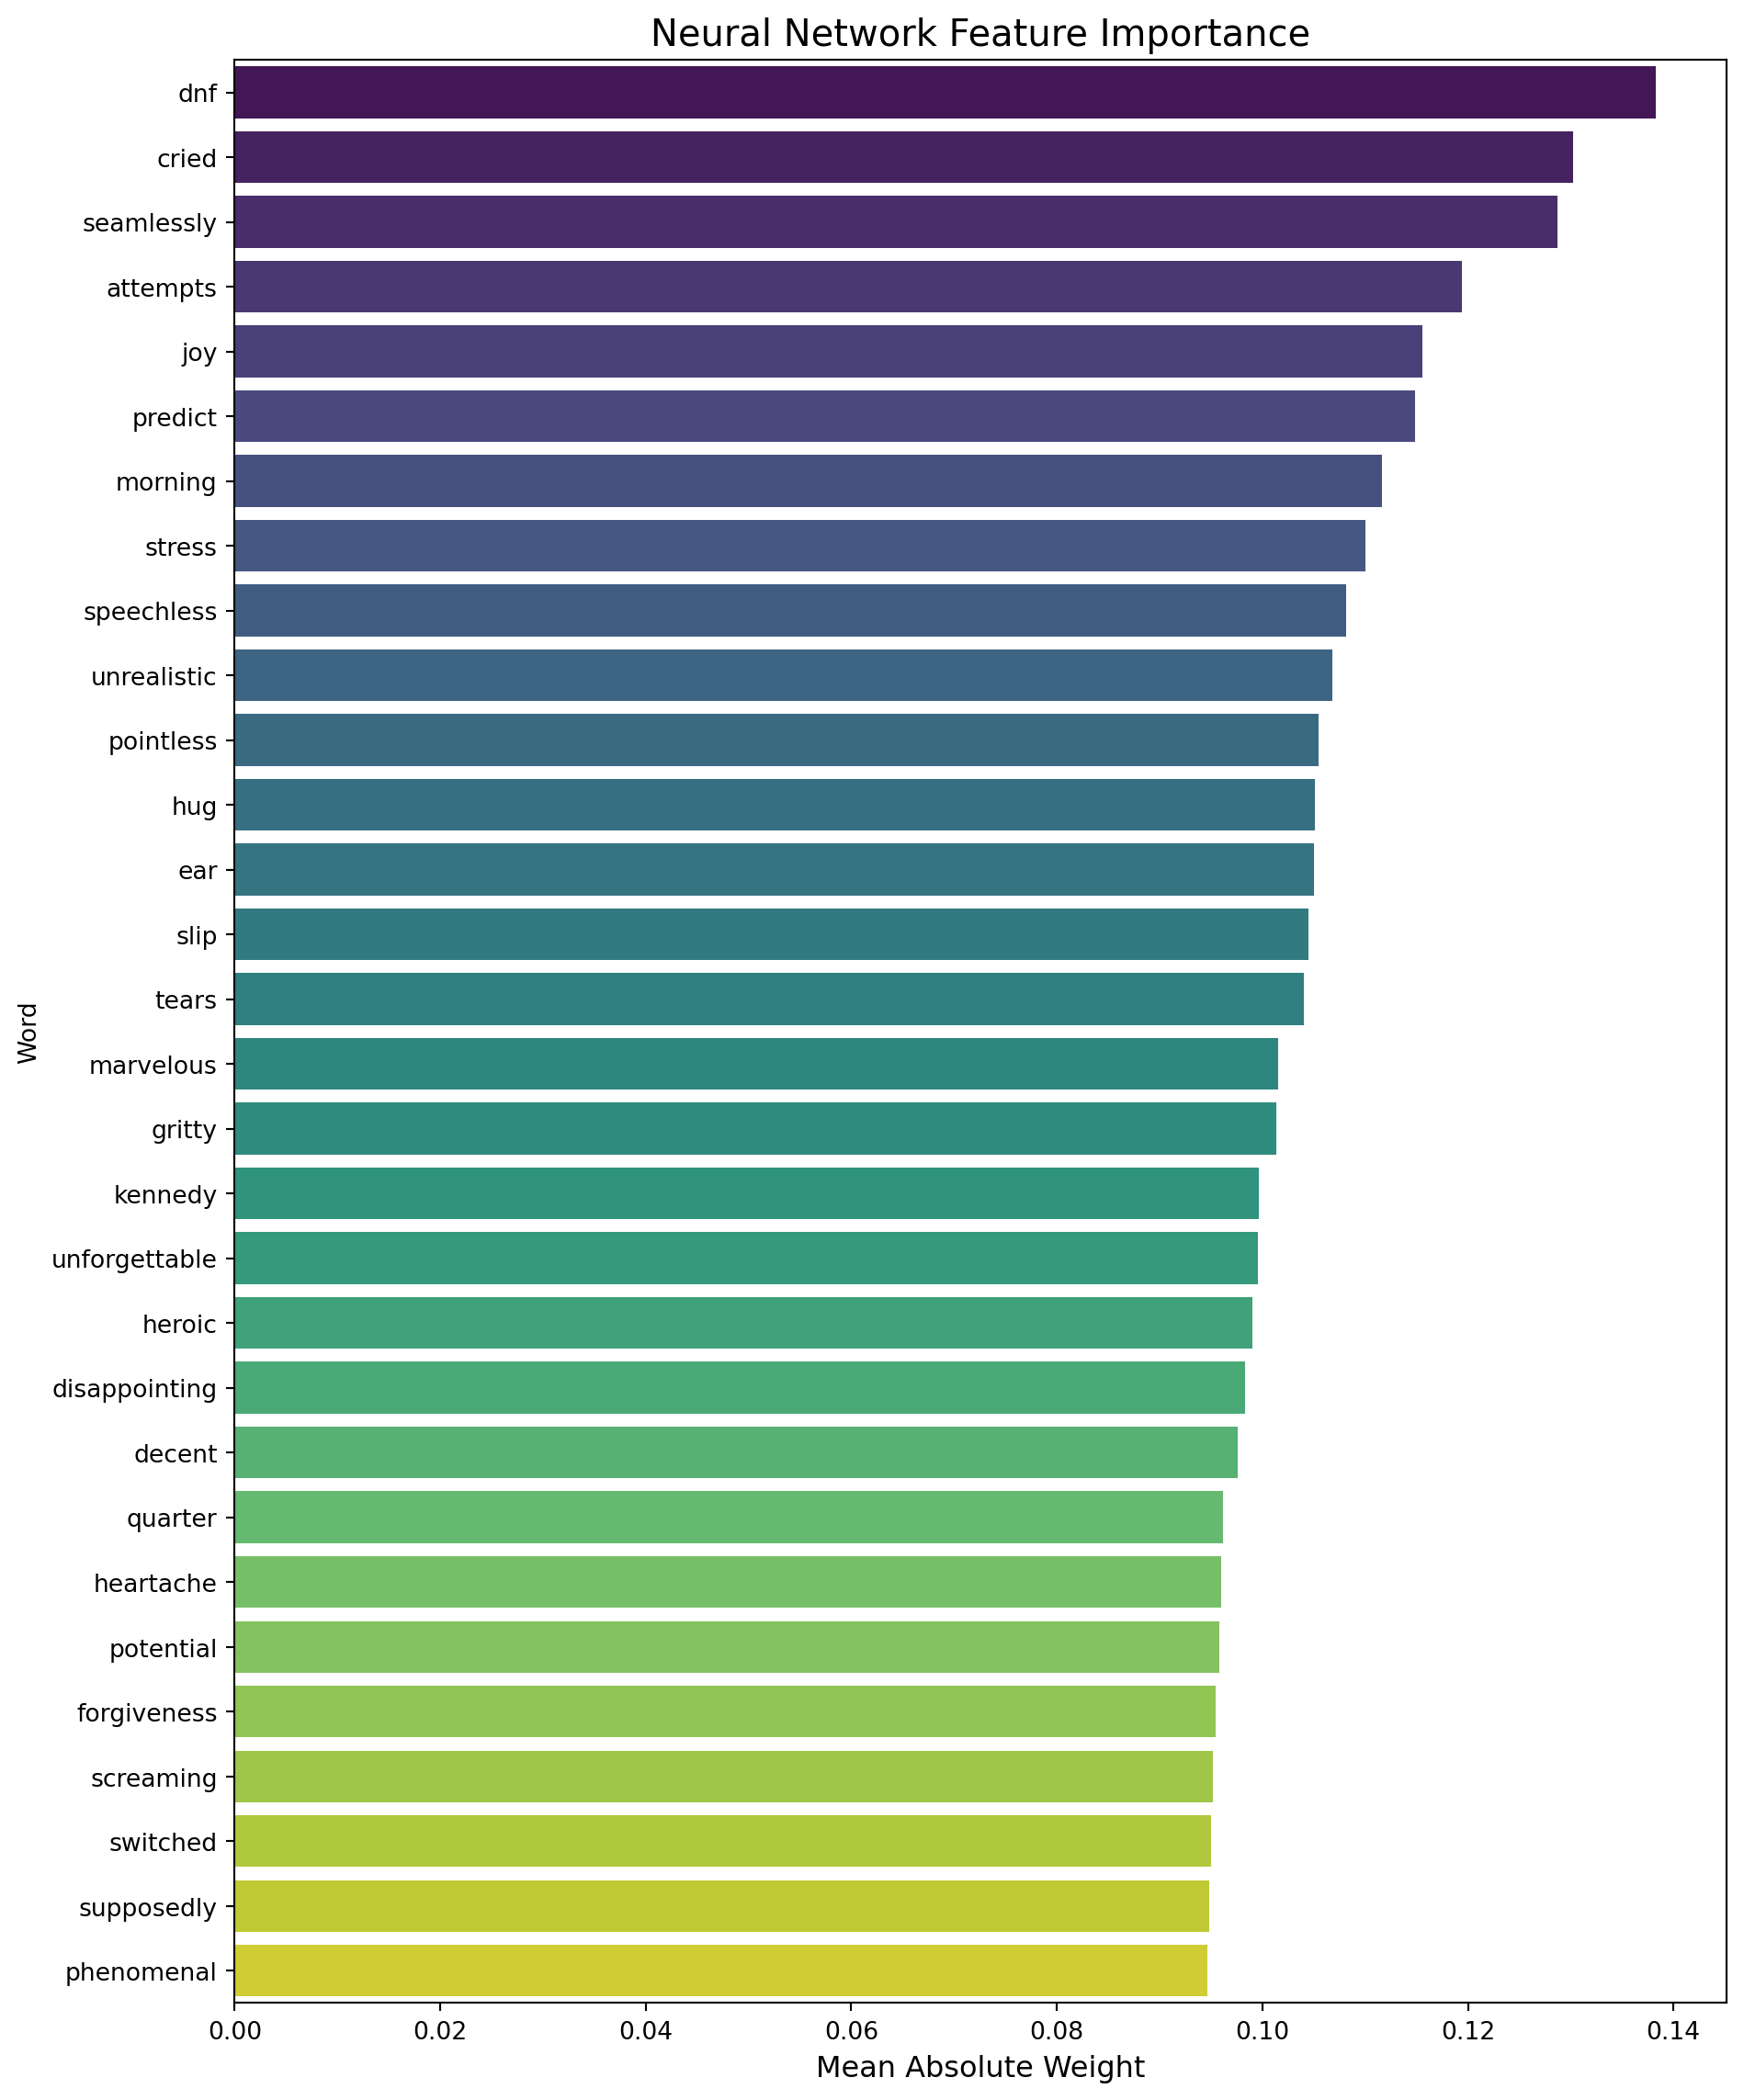 Neural Network Feature Importance
dnf
cried
seamlessly
attempts
joy
predict
morning
stress
speechless
unrealistic
pointless
hug
ear
slip
tears
marvelous
gritty
kennedy
unforgettable
heroic
disappointing
decent
quarter
heartache
potential
forgiveness
screaming
switched
supposedly
phenomenal
Word
0.00 0.02 0.04 0.06 0.08 0.10 0.12 0.14
Mean Absolute Weight